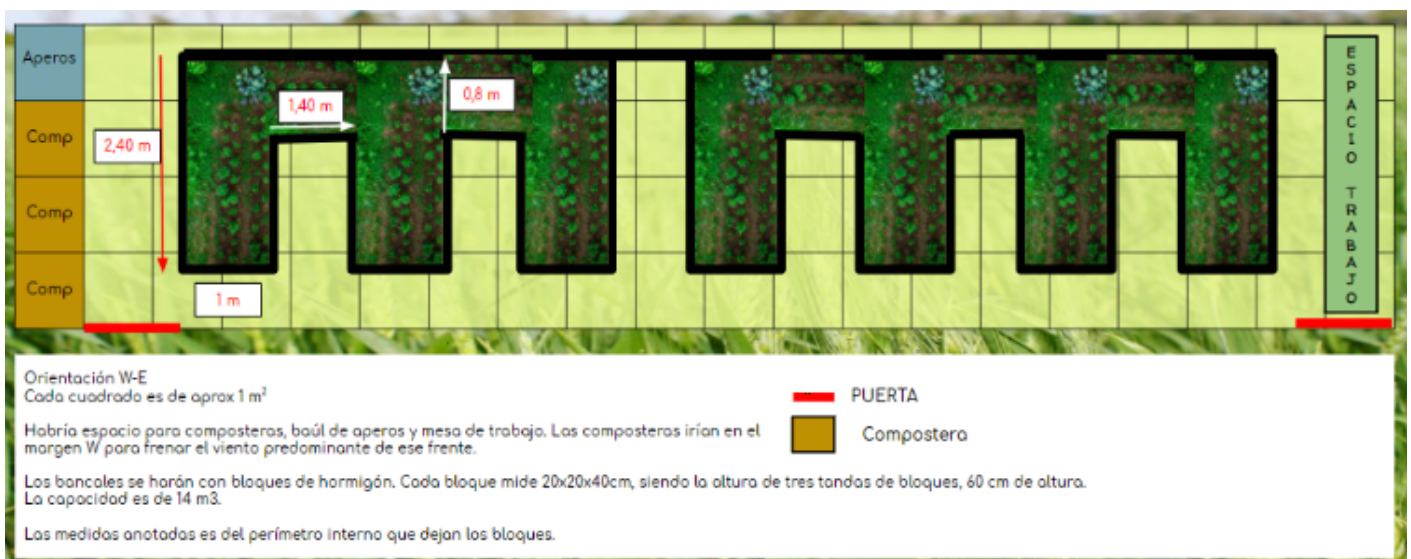 Aperos
Comp
Comp
Comp
2,40 m
1,40 m
0,8 m
1 m
ESPACIO TRABAJO
Orientación W-E
Cada cuadrado es de aprox 1 m²
Habría espacio para composteras, baúl de aperos y mesa de trabajo. Las composteras irían en el
margen W para frenar el viento predominante de ese frente.
Los bancales se harán con bloques de hormigón. Cada bloque mide 20x20x40cm, siendo la altura de tres tandas de bloques, 60 cm de altura.
La capacidad es de 14 m3.
Las medidas anotadas es del perímetro interno que dejan los bloques.
PUERTA
Compostera